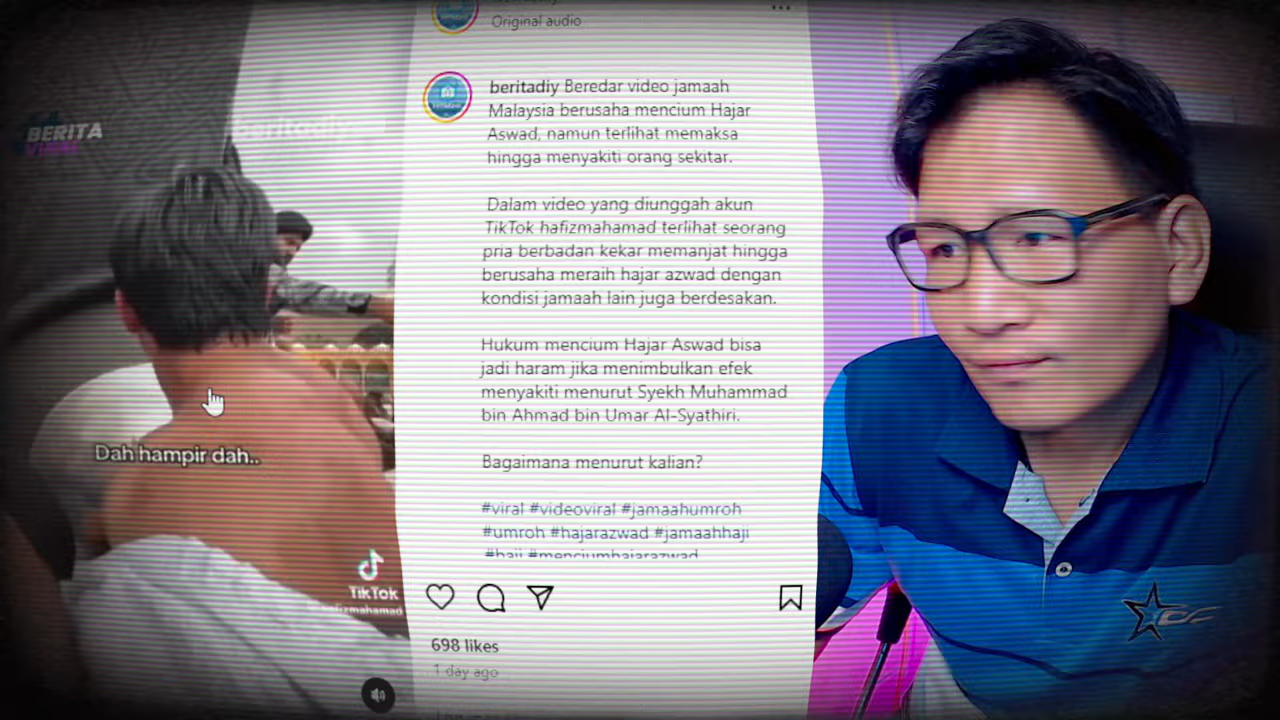 BERITA
VIRAL
beritadiy
Dah hampir dah..
TikTok
hafizmahamad
Original audio
beritadiy Beredar video jamaah
Malaysia berusaha mencium Hajar
Aswad, namun terlihat memaksa
hingga menyakiti orang sekitar.
Dalam video yang diunggah akun
TikTok hafizmahamad terlihat seorang
pria berbadan kekar memanjat hingga
berusaha meraih hajar azwad dengan
kondisi jamaah lain juga berdesakan.
Hukum mencium Hajar Aswad bisa
jadi haram jika menimbulkan efek
menyakiti menurut Syekh Muhammad
bin Ahmad bin Umar Al-Syathiri.
Bagaimana menurut kalian?
#viral #videoviral #jamaahumroh
#umroh #hajarazwad #jamaahhaji
#haji #menciumhajarazwad
698 likes
1 day ago